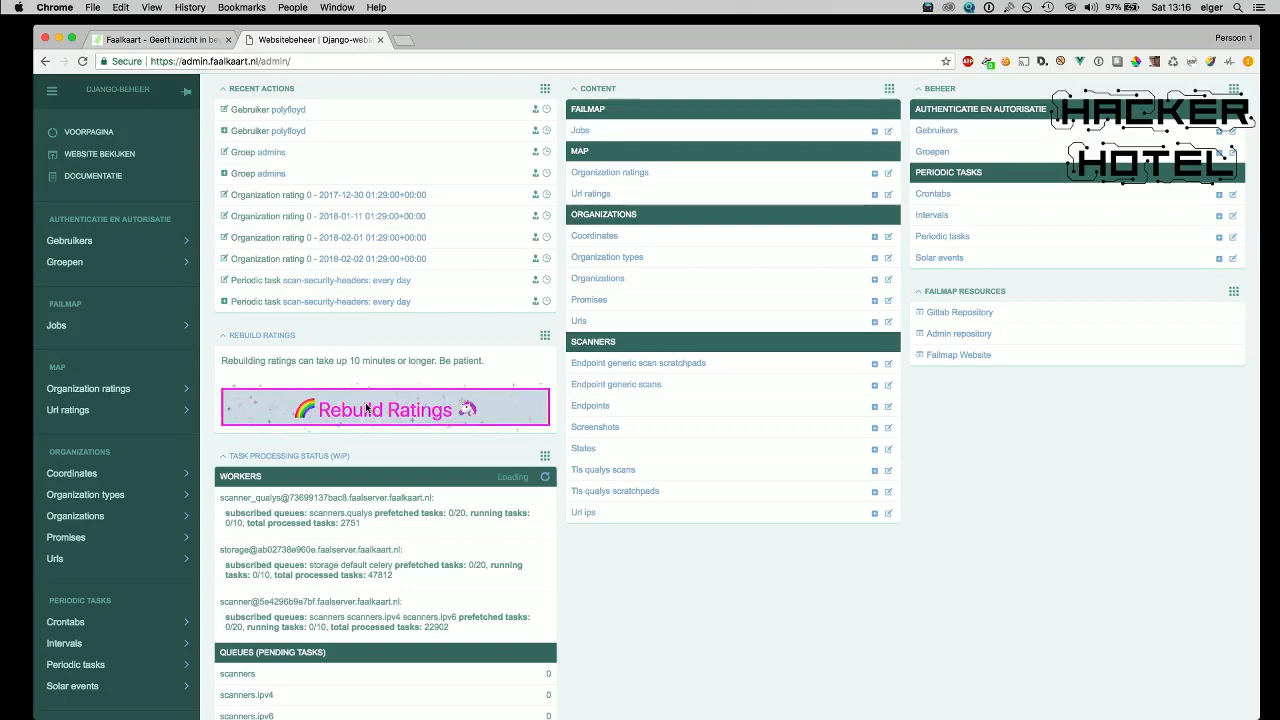 Chrome File Edit View History Bookmarks People Window Help
97% Sat 13:16 elger
Faalkaart - Geeft inzicht in be
Websitebeheer | Django-webs
Persoon 1
Secure https://admin.faalkaart.nl/admin/
HACKER
HOTEL
DJANGO-BEHEER
VOORPAGINA
WEBSITE BEKIJKEN
DOCUMENTATIE
AUTHENTICATIE EN AUTORISATIE
Gebruikers
Groepen
FAILMAP
Jobs
MAP
Organization ratings
Url ratings
ORGANIZATIONS
Coordinates
Organization types
Organizations
Promises
Urls
PERIODIC TASKS
Crontabs
Intervals
Periodic tasks
Solar events
RECENT ACTIONS
Gebruiker polyfloyd
Gebruiker polyfloyd
Groep admins
Groep admins
Organization rating 0 - 2017-12-30 01:29:00+00:00
Organization rating 0 - 2018-01-11 01:29:00+00:00
Organization rating 0 - 2018-02-01 01:29:00+00:00
Organization rating 0 - 2018-02-02 01:29:00+00:00
Periodic task scan-security-headers: every day
Periodic task scan-security-headers: every day
REBUILD RATINGS
Rebuilding ratings can take up 10 minutes or longer. Be patient.
🌈 Rebuild Ratings 🦄
TASK PROCESSING STATUS (WIP)
WORKERS Loading
scanner_qualys@73699137bac8.faalserver.faalkaart.nl:
subscribed queues: scanners.qualys prefetched tasks: 0/20, running tasks:
0/10, total processed tasks: 2751
storage@ab02738e960e.faalserver.faalkaart.nl:
subscribed queues: storage default celery prefetched tasks: 0/20, running
tasks: 0/10, total processed tasks: 47812
scanner@5e4296b9e7bf.faalserver.faalkaart.nl:
subscribed queues: scanners scanners.ipv4 scanners.ipv6 prefetched tasks:
0/20, running tasks: 0/10, total processed tasks: 22902
QUEUES (PENDING TASKS)
scanners 0
scanners.ipv4 0
scanners.ipv6 0
CONTENT
FAILMAP
Jobs
MAP
Organization ratings
Url ratings
ORGANIZATIONS
Coordinates
Organization types
Organizations
Promises
Urls
SCANNERS
Endpoint generic scan scratchpads
Endpoint generic scans
Endpoints
Screenshots
States
Tls qualys scans
Tls qualys scratchpads
Url ips
BEHEER
AUTHENTICATIE EN AUTORISATIE
Gebruikers
Groepen
PERIODIC TASKS
Crontabs
Intervals
Periodic tasks
Solar events
FAILMAP RESOURCES
Gitlab Repository
Admin repository
Failmap Website